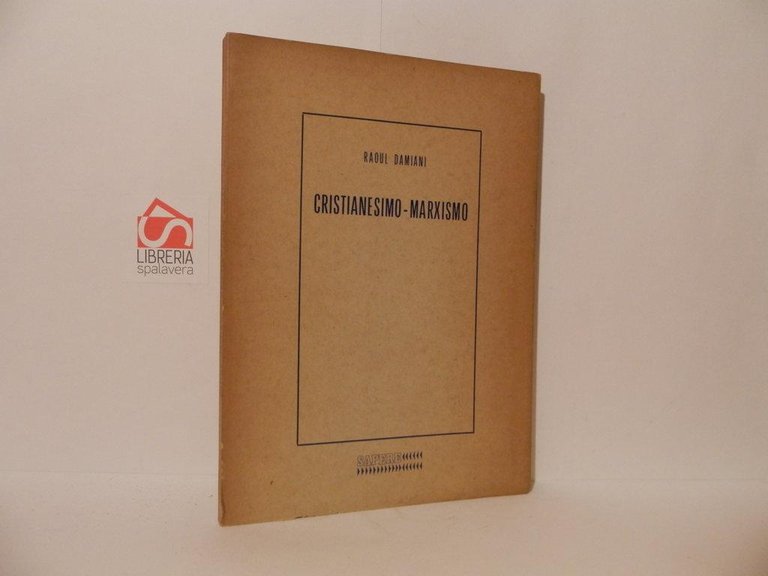 RAOUL DAMIANI
CRISTIANESIMO-MARXISMO
SAPERE
LIBRERIA
spalavera